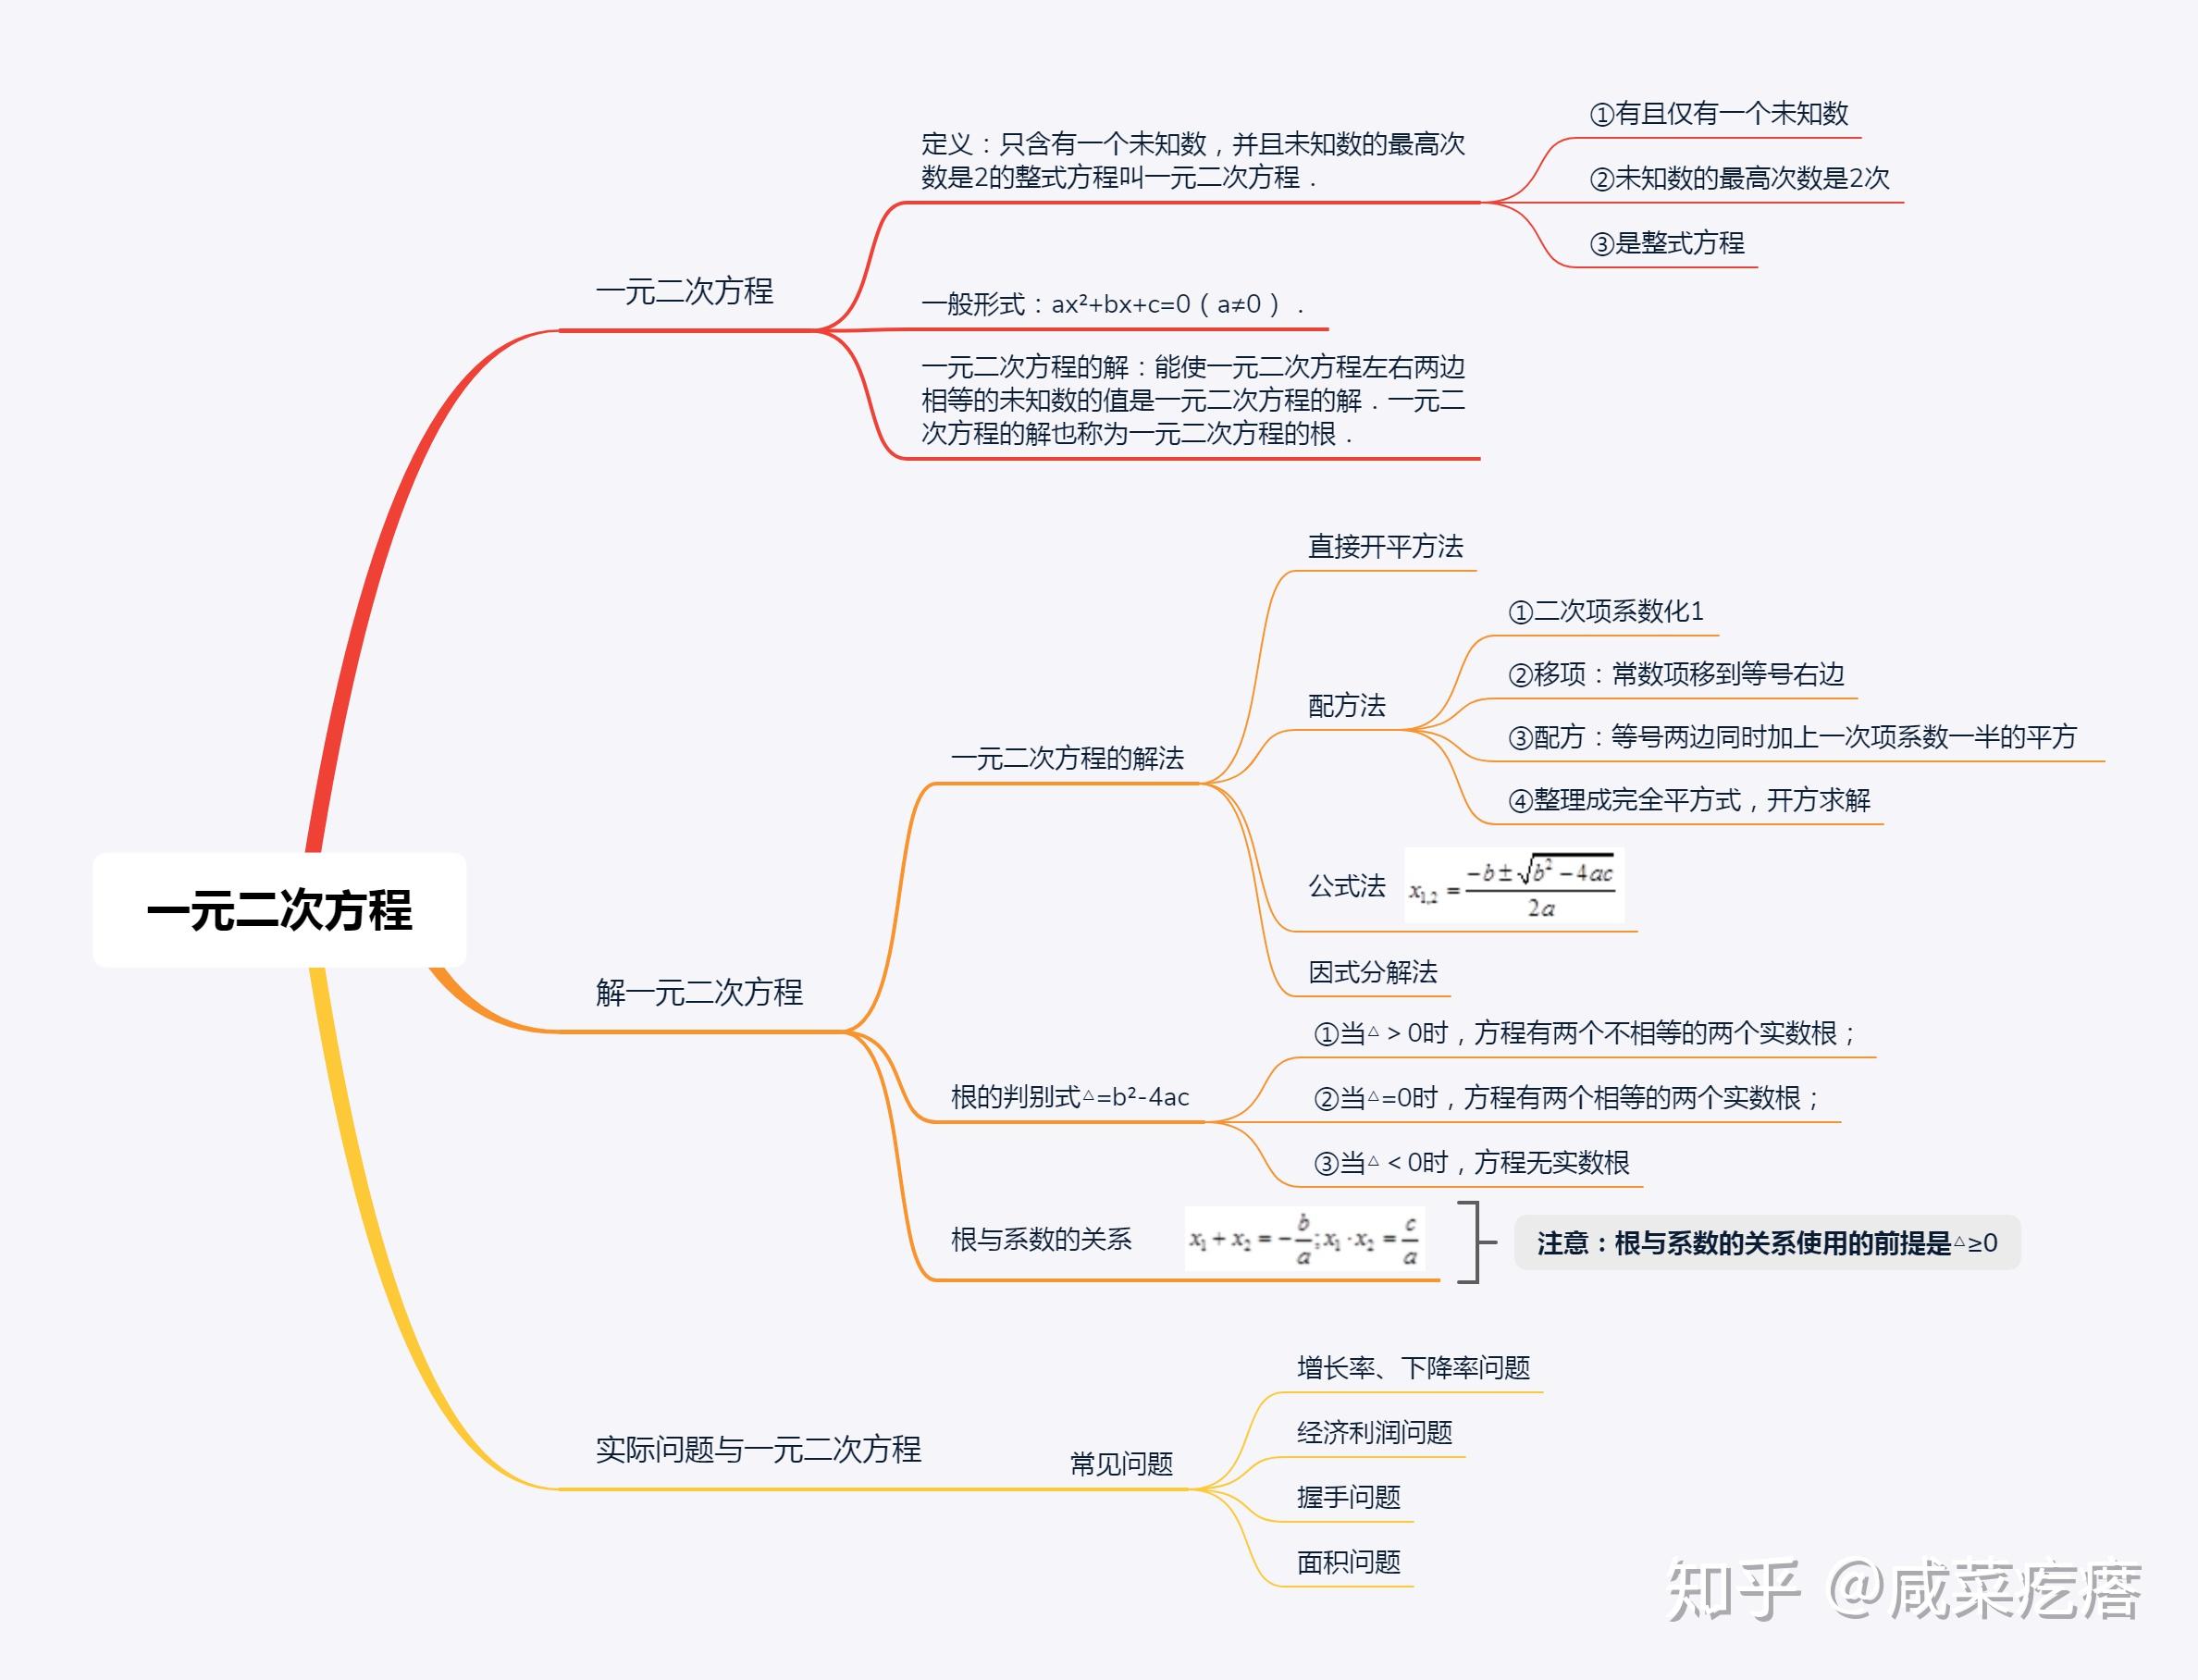 一元二次方程
一元二次方程
定义：只含有一个未知数，并且未知数的最高次
数是2的整式方程叫一元二次方程．
①有且仅有一个未知数
②未知数的最高次数是2次
③是整式方程
一般形式：ax²+bx+c=0（a≠0）．
一元二次方程的解：能使一元二次方程左右两边
相等的未知数的值是一元二次方程的解．一元二
次方程的解也称为一元二次方程的根．
解一元二次方程
一元二次方程的解法
直接开平方法
配方法
①二次项系数化1
②移项：常数项移到等号右边
③配方：等号两边同时加上一次项系数一半的平方
④整理成完全平方式，开方求解
公式法 x₁,₂ = (-b±√(b²-4ac))/(2a)
因式分解法
根的判别式△=b²-4ac
①当△＞0时，方程有两个不相等的两个实数根；
②当△=0时，方程有两个相等的两个实数根；
③当△＜0时，方程无实数根
根与系数的关系 x₁+x₂=-b/a;x₁·x₂=c/a
注意：根与系数的关系使用的前提是△≥0
实际问题与一元二次方程
常见问题
增长率、下降率问题
经济利润问题
握手问题
面积问题
知乎 @咸菜疙瘩